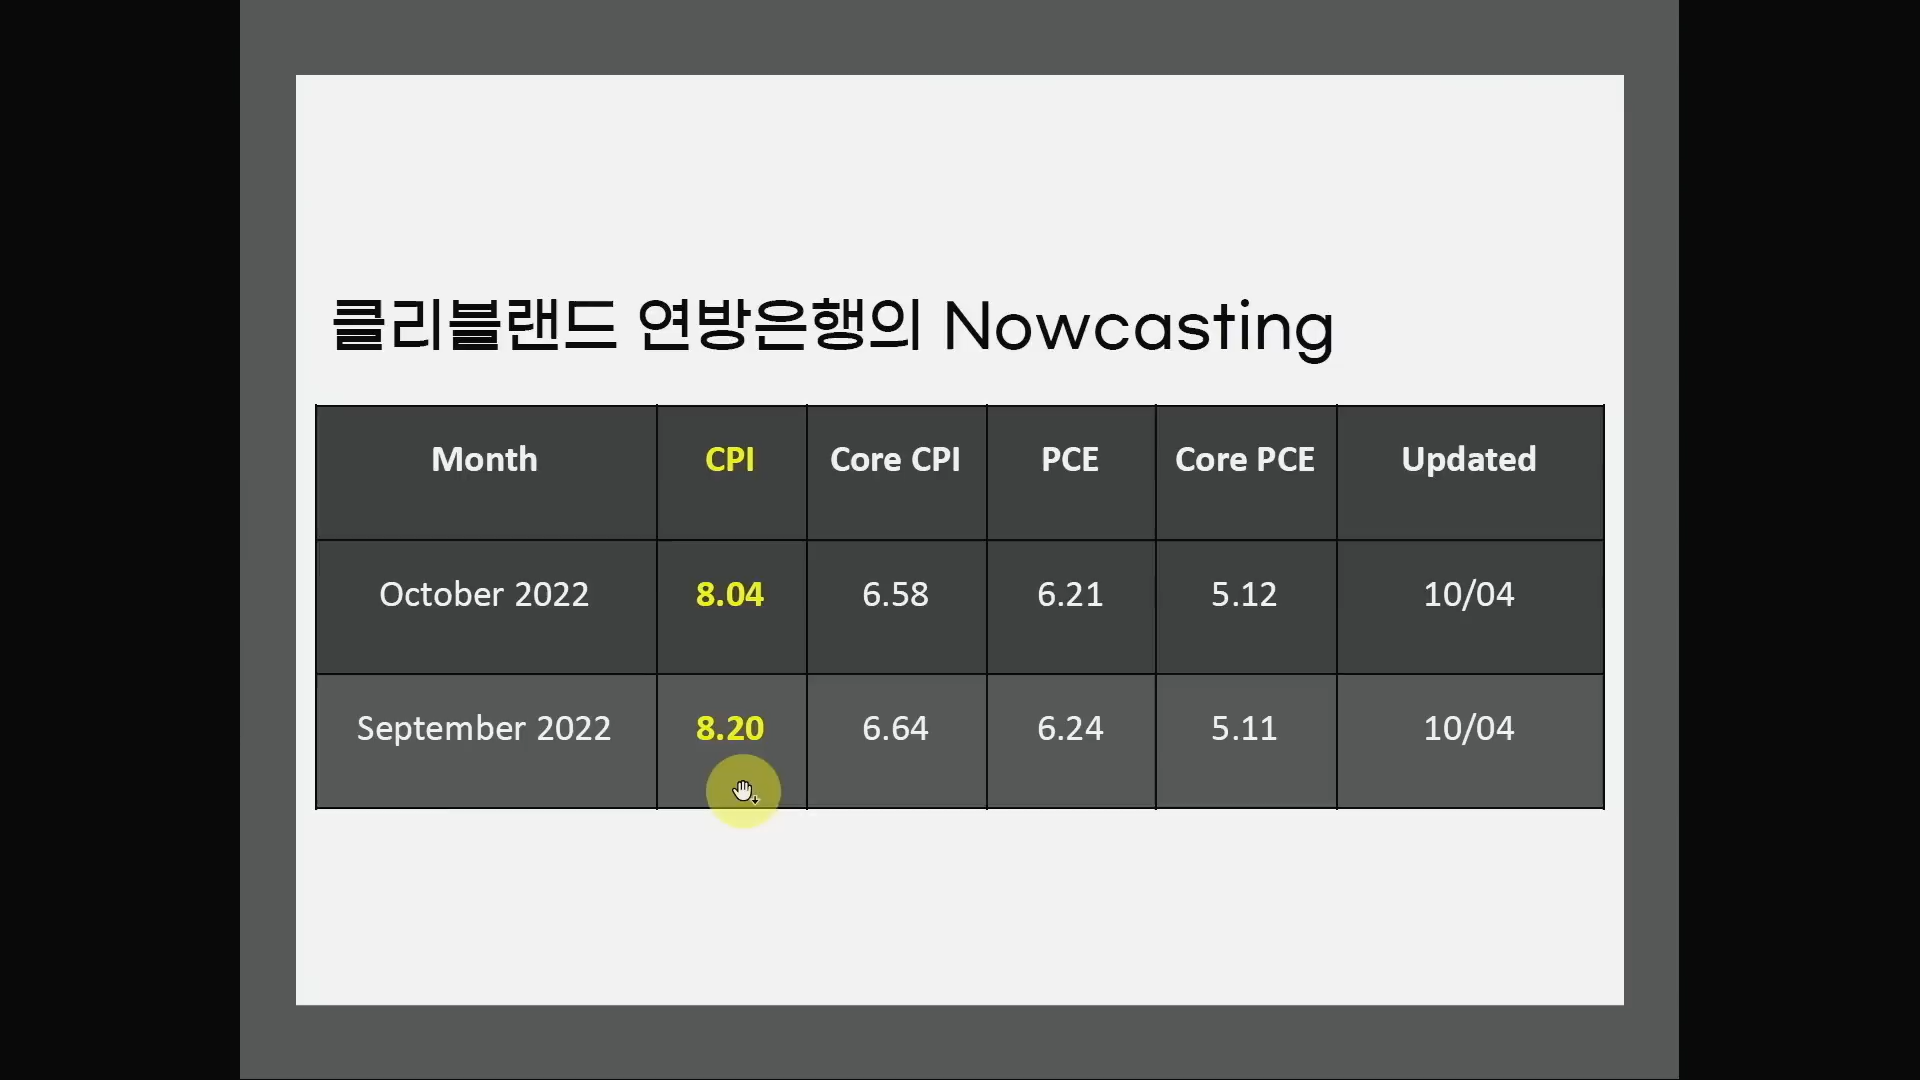 클리블랜드 연방은행의 Nowcasting
Month CPI Core CPI PCE Core PCE Updated
October 2022 8.04 6.58 6.21 5.12 10/04
September 2022 8.20 6.64 6.24 5.11 10/04